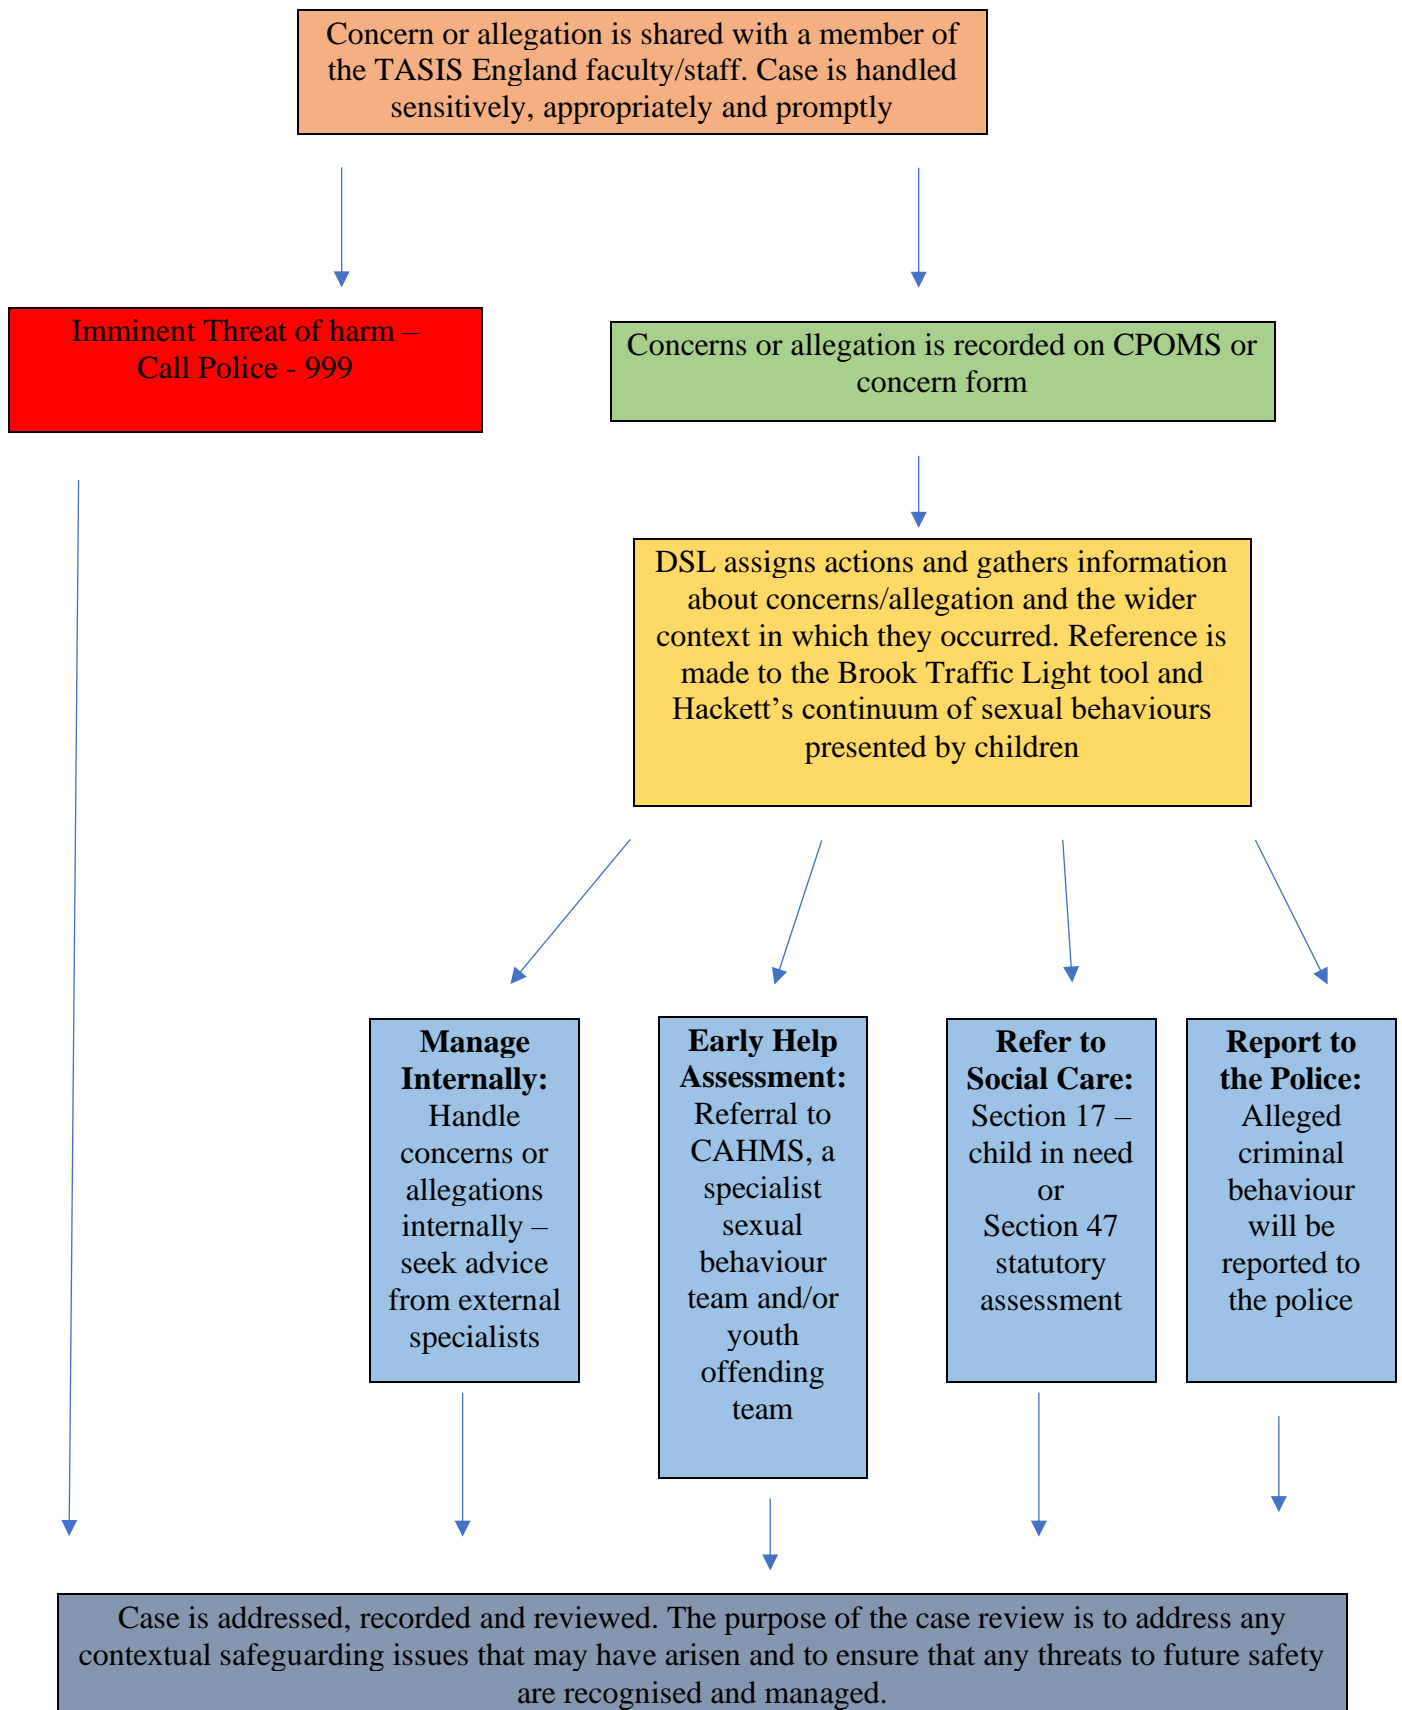 Concern or allegation is shared with a member of
the TASIS England faculty/staff. Case is handled
sensitively, appropriately and promptly
Imminent Threat of harm –
Call Police - 999
Concerns or allegation is recorded on CPOMS or
concern form
DSL assigns actions and gathers information
about concerns/allegation and the wider
context in which they occurred. Reference is
made to the Brook Traffic Light tool and
Hackett’s continuum of sexual behaviours
presented by children
Manage
Internally:
Handle
concerns or
allegations
internally –
seek advice
from external
specialists
Early Help
Assessment:
Referral to
CAHMS, a
specialist
sexual
behaviour
team and/or
youth
offending
team
Refer to
Social Care:
Section 17 –
child in need
or
Section 47
statutory
assessment
Report to
the Police:
Alleged
criminal
behaviour
will be
reported to
the police
Case is addressed, recorded and reviewed. The purpose of the case review is to address any
contextual safeguarding issues that may have arisen and to ensure that any threats to future safety
are recognised and managed.